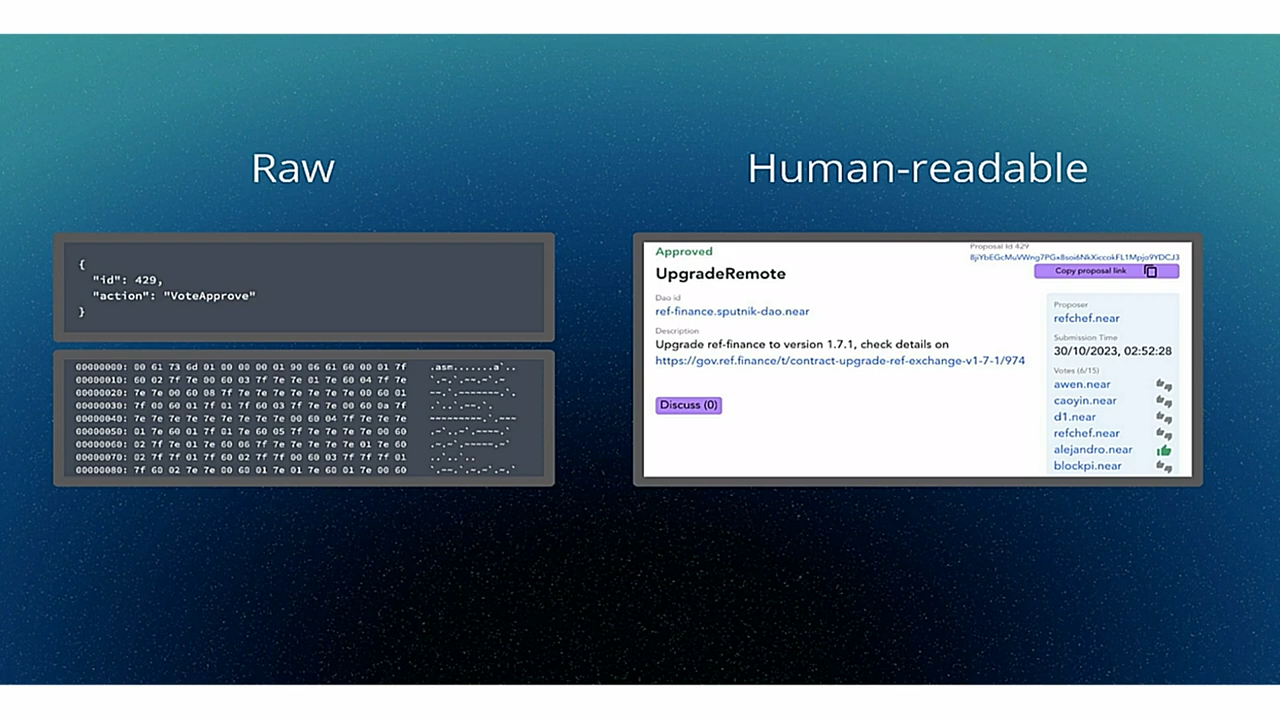 Raw
Human-readable
{
"id": 429,
"action": "VoteApprove"
}
00000000: 00 61 73 6d 01 00 00 00 01 90 06 61 60 00 01 7f .asm.......a`..
00000010: 60 02 7f 7e 00 60 03 7f 7e 7e 01 7e 60 04 7f 7e
00000020: 7e 7e 00 60 08 7f 7e 7e 7e 7e 7e 7e 7e 00 60 01
00000030: 7f 00 60 01 7f 01 7f 60 03 7f 7e 7e 00 60 0a 7f
00000040: 7e 7e 7e 7e 7e 7e 7e 7e 7e 00 60 04 7f 7e 7e 7e
00000050: 01 7e 60 01 7f 01 7e 60 05 7f 7e 7e 7e 7e 00 60
00000060: 02 7f 7e 01 7e 60 06 7f 7e 7e 7e 7e 7e 01 7e 60
00000070: 02 7f 7e 01 7f 60 02 7f 7f 00 60 03 7f 7f 7f 01
00000080: 7f 60 02 7e 7e 00 60 01 7e 01 7e 60 01 7e 00 60
Approved
UpgradeRemote
Dao id
ref-finance.sputnik-dao.near
Description
Upgrade ref-finance to version 1.7.1, check details on
https://gov.ref.finance/t/contract-upgrade-ref-exchange-v1-7-1/974
Discuss (0)
Proposal Id 429
Copy proposal link
Proposer
refchef.near
Submission Time
30/10/2023, 02:52:28
Votes (6/15)
awen.near
caoyin.near
d1.near
refchef.near
alejandro.near
blockpi.near